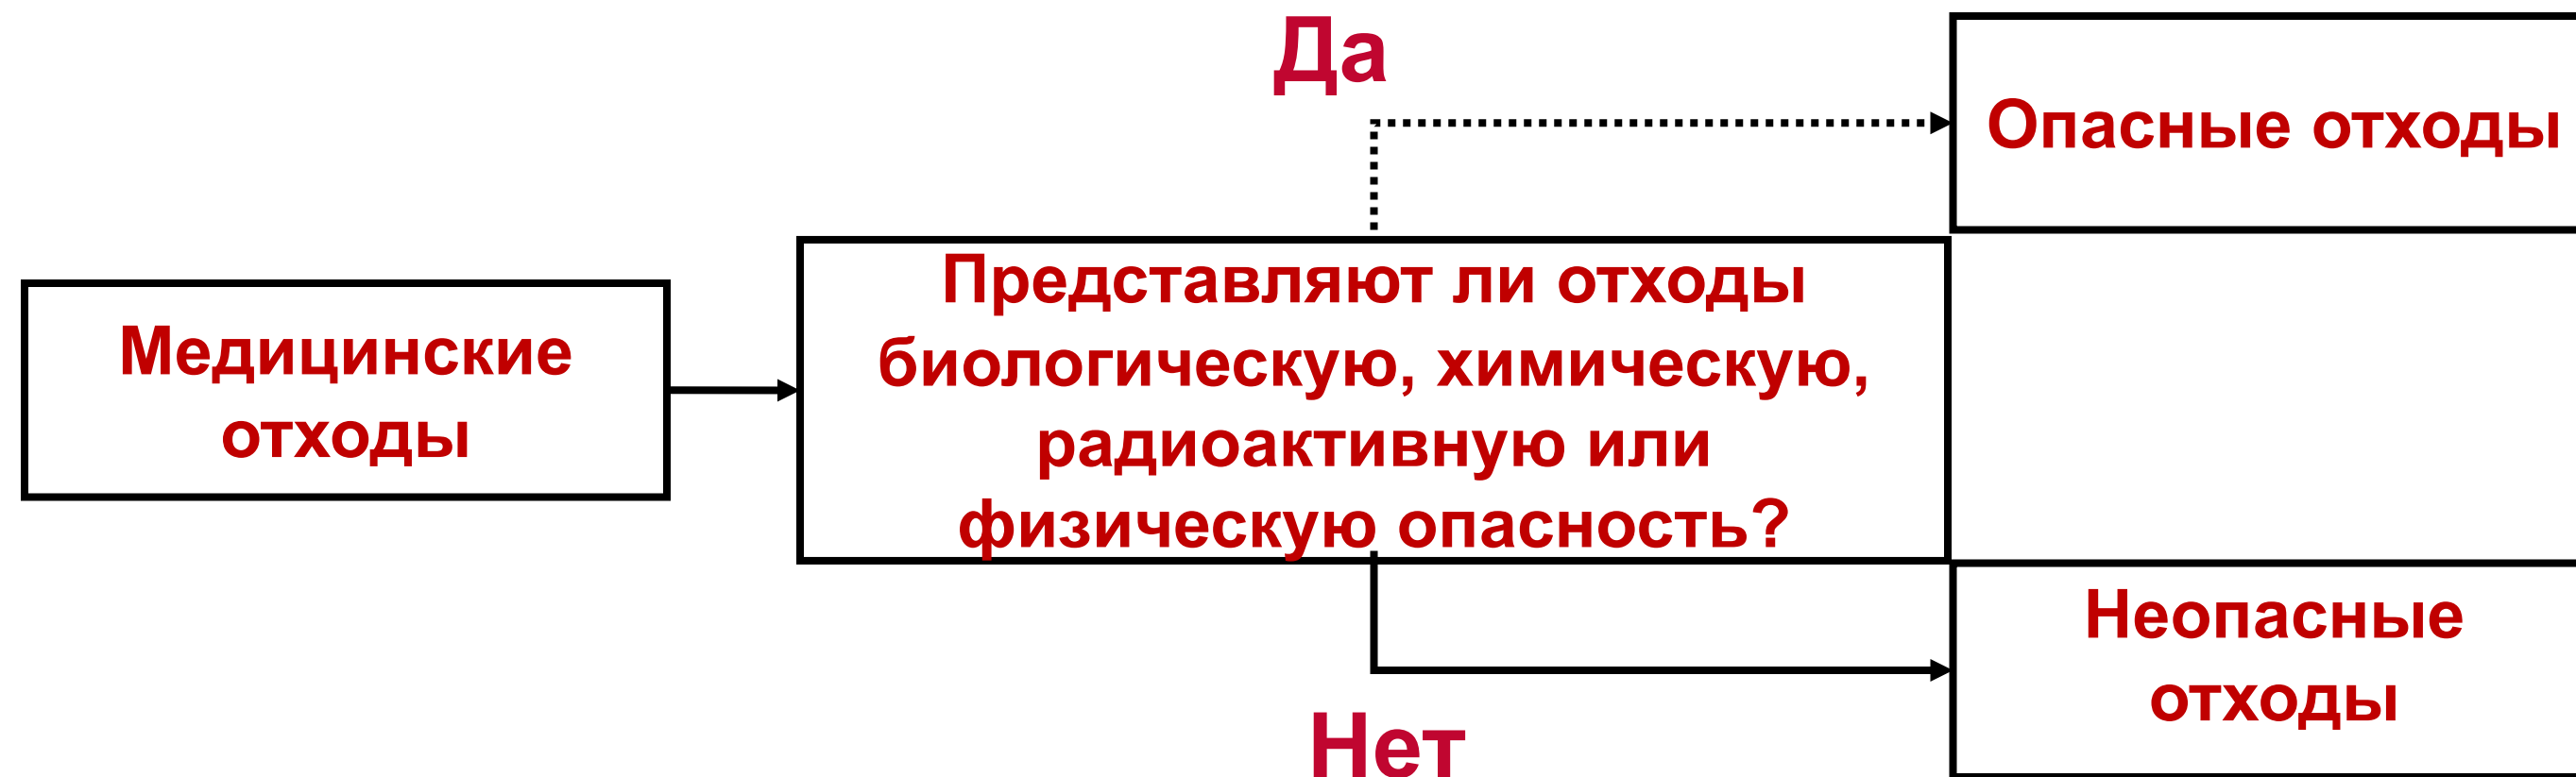 Да
Опасные отходы
Медицинские
отходы
Представляют ли отходы
биологическую, химическую,
радиоактивную или
физическую опасность?
Неопасные
отходы
Нет